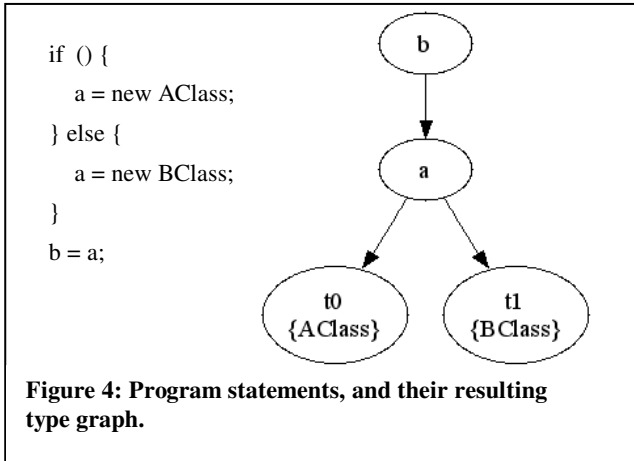 if () {
a = new AClass;
} else {
a = new BClass;
}
b = a;
b
a
t0
{AClass}
t1
{BClass}
Figure 4: Program statements, and their resulting
type graph.